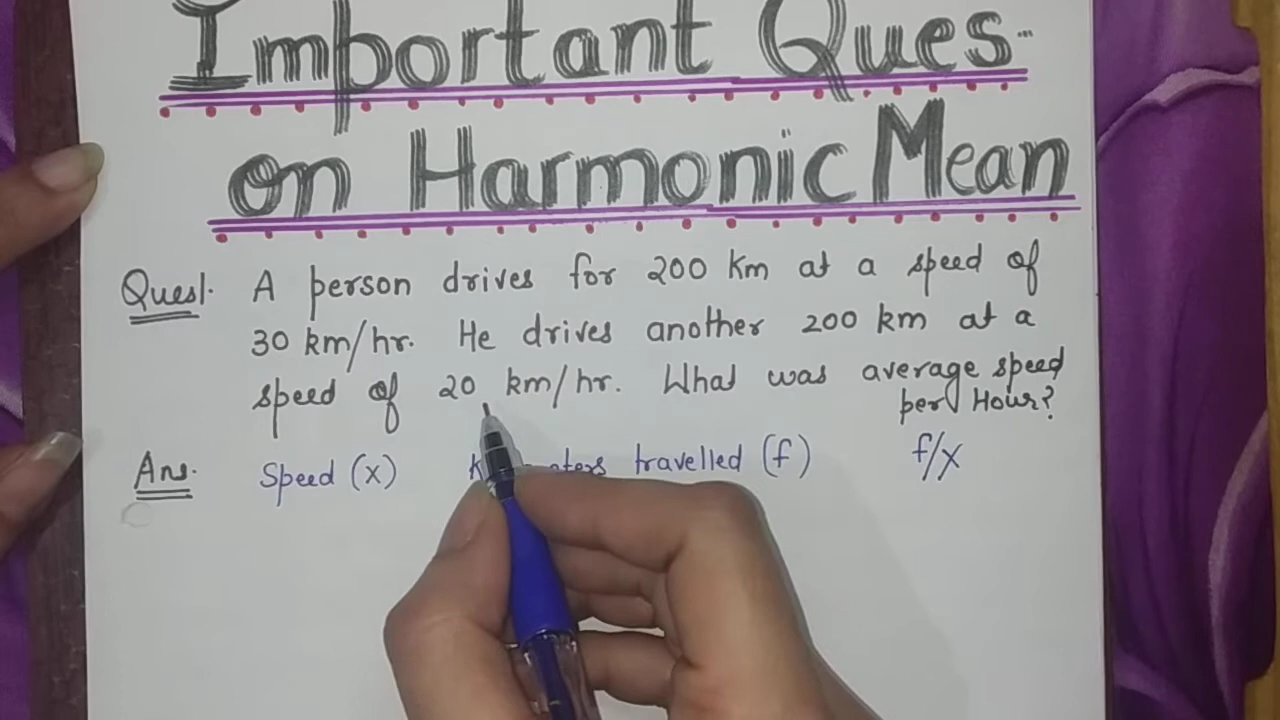 Important Ques-
on Harmonic Mean
Ques1. A person drives for 200 Km at a speed of
30 km/hr. He drives another 200 km at a
speed of 20 km/hr. What was average speed
per Hour?
Ans. Speed (x) travelled (f) f/x